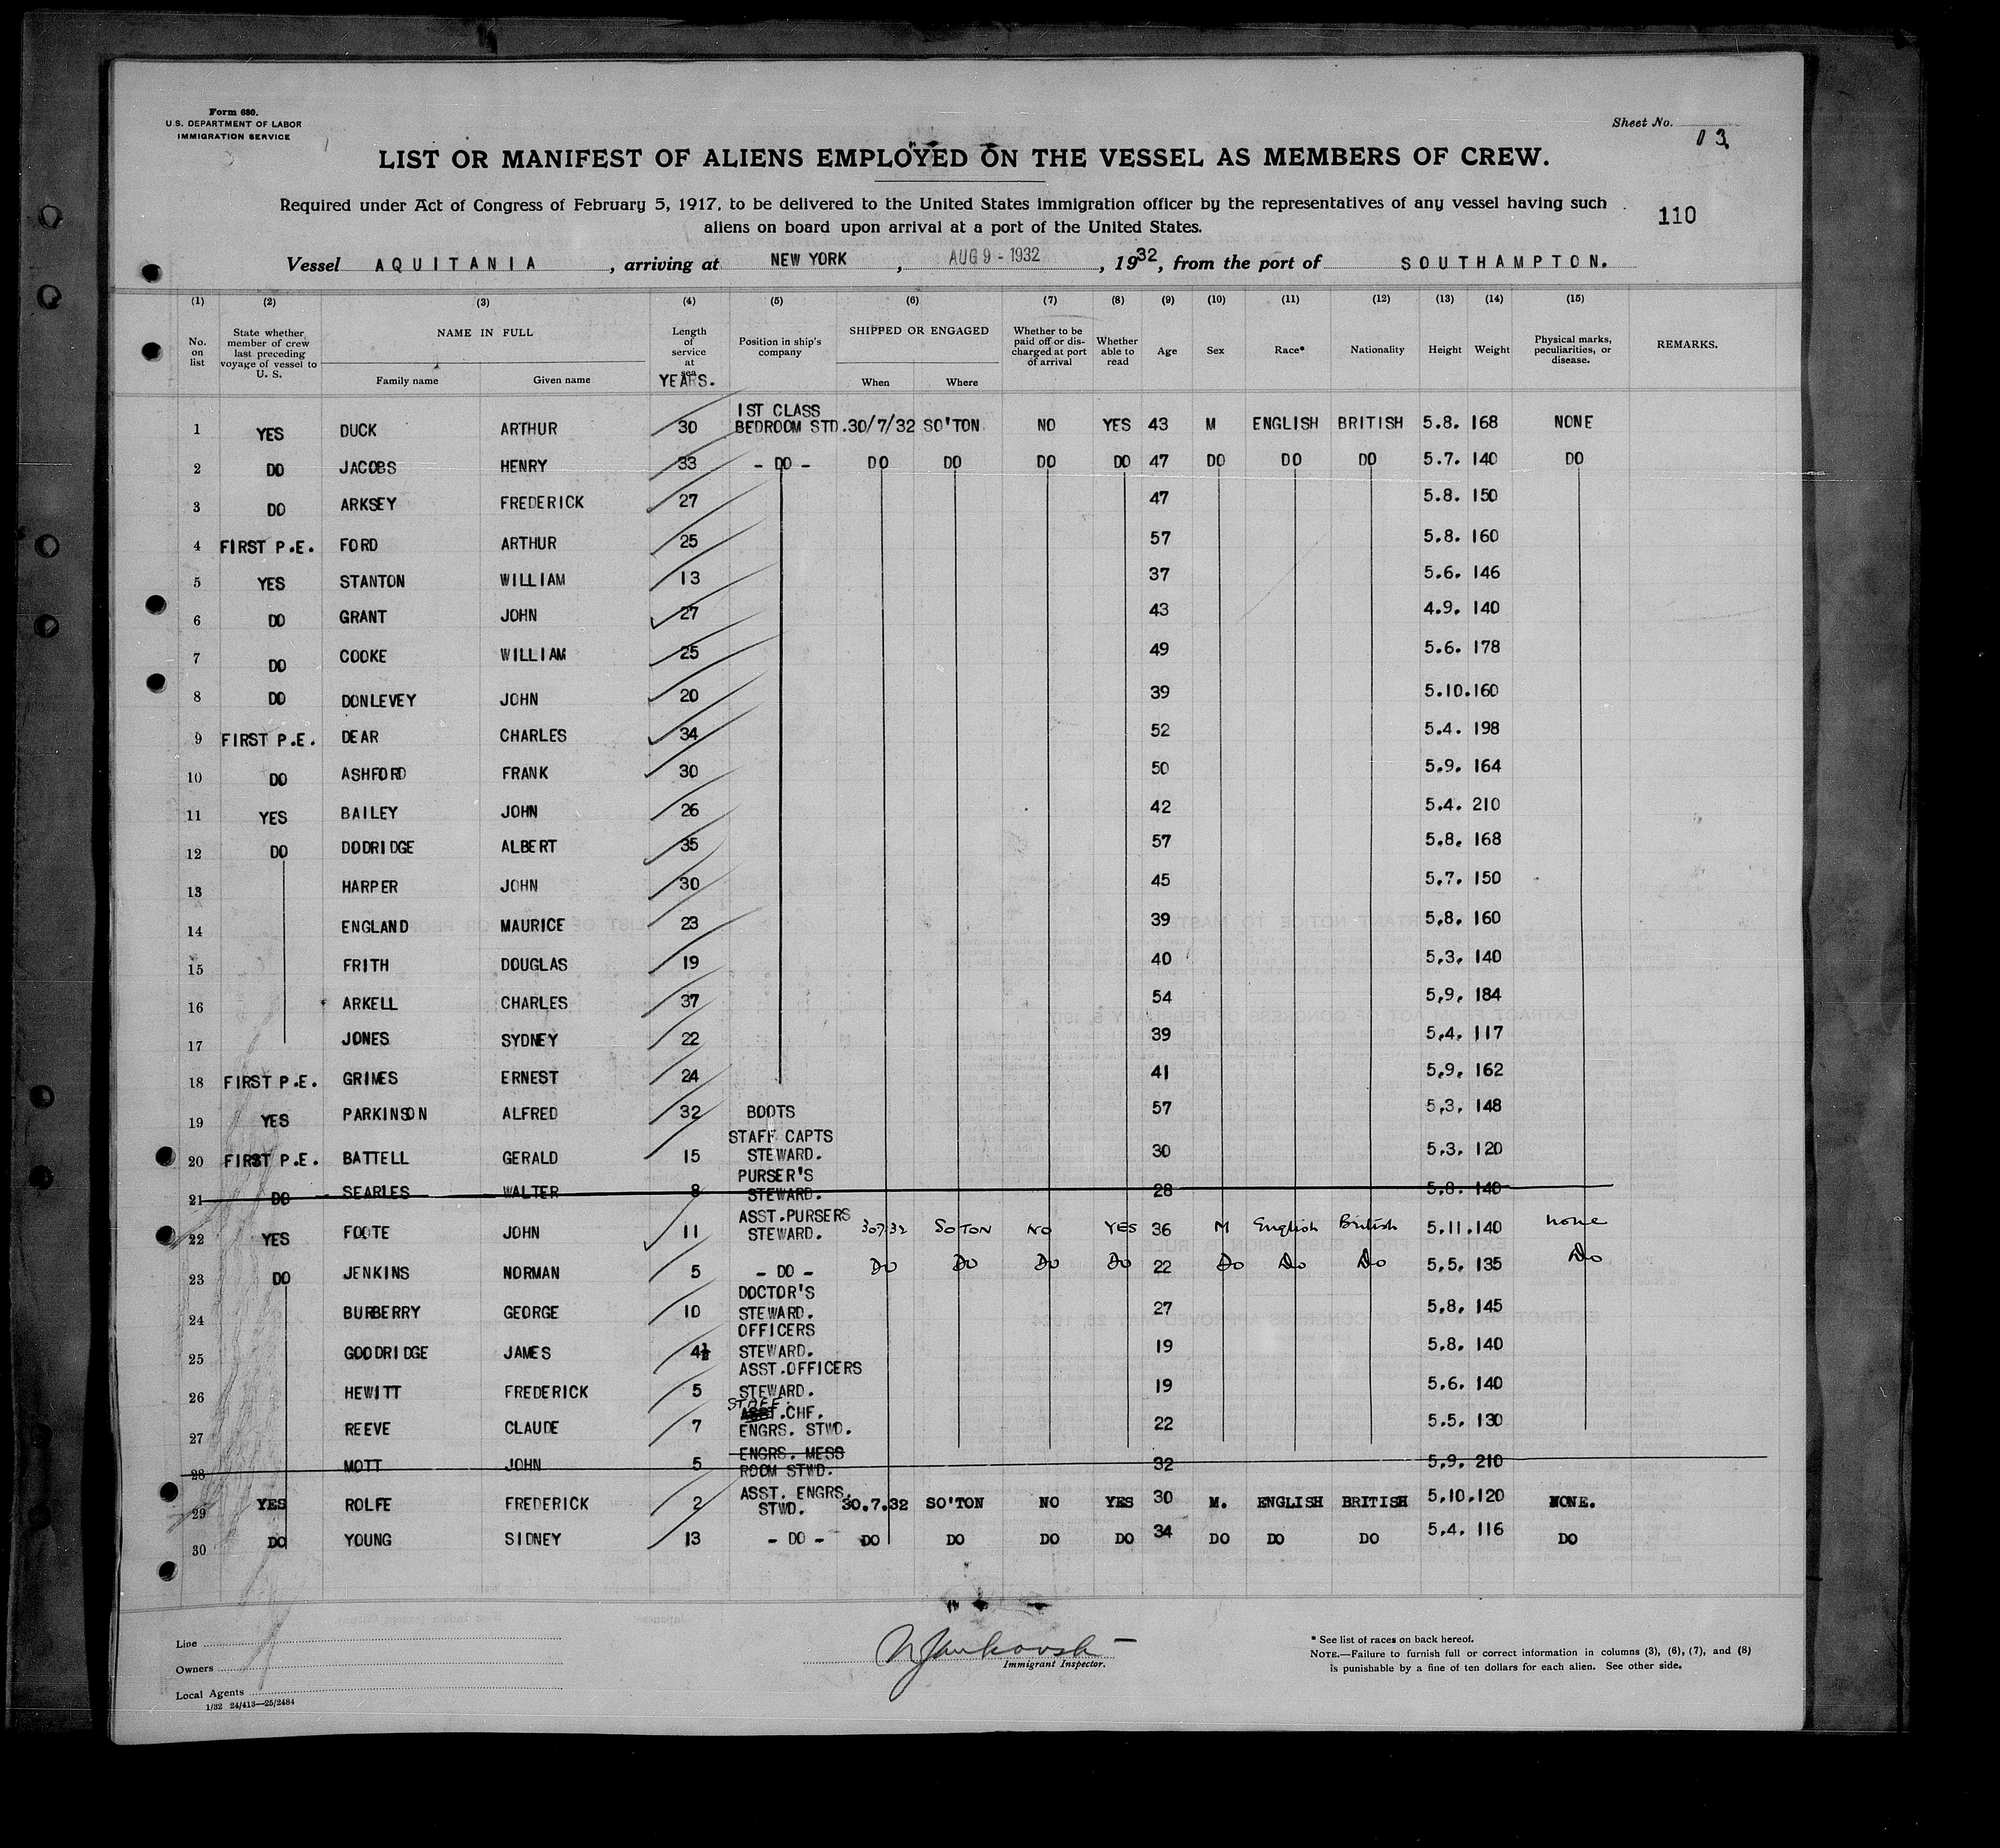 Form 680.
U.S. DEPARTMENT OF LABOR
IMMIGRATION SERVICE
Sheet No. 13
LIST OR MANIFEST OF ALIENS EMPLOYED ON THE VESSEL AS MEMBERS OF CREW.
Required under Act of Congress of February 5, 1917, to be delivered to the United States immigration officer by the representatives of any vessel having such
aliens on board upon arrival at a port of the United States.
110
Vessel AQUITANIA, arriving at NEW YORK, AUG 9 - 1932, 1932, from the port of SOUTHAMPTON.
(1) (2) (3) (4) (5) (6) (7) (8) (9) (10) (11) (12) (13) (14) (15)
No. on list State whether member of crew last preceding voyage of vessel to U. S. NAME IN FULL Family name Given name Length of service at sea YEARS. Position in ship's company SHIPPED OR ENGAGED When Where Whether to be paid off or discharged at port of arrival Whether able to read Age Sex Race* Nationality Height Weight Physical marks, peculiarities, or disease. REMARKS.
1 YES DUCK ARTHUR 30 1ST CLASS BEDROOM STD. 30/7/32 SO'TON NO YES 43 M ENGLISH BRITISH 5.8. 168 NONE
2 DO JACOBS HENRY 33 - DO - DO DO DO DO 47 DO DO DO 5.7. 140 DO
3 DO ARKSEY FREDERICK 27 47 5.8. 150
4 FIRST P.E. FORD ARTHUR 25 57 5.8. 160
5 YES STANTON WILLIAM 13 37 5.6. 146
6 DO GRANT JOHN 27 43 4.9. 140
7 DO COOKE WILLIAM 25 49 5.6. 178
8 DO DONLEVEY JOHN 20 39 5.10. 160
9 FIRST P.E. DEAR CHARLES 34 52 5.4. 198
10 DO ASHFORD FRANK 30 50 5.9. 164
11 YES BAILEY JOHN 26 42 5.4. 210
12 DO DODRIDGE ALBERT 35 57 5.8. 168
13 HARPER JOHN 30 45 5.7. 150
14 ENGLAND MAURICE 23 39 5.8. 160
15 FRITH DOUGLAS 19 40 5.3. 140
16 ARKELL CHARLES 37 54 5.9. 184
17 JONES SYDNEY 22 39 5.4. 117
18 FIRST P.E. GRIMES ERNEST 24 41 5.9. 162
19 YES PARKINSON ALFRED 32 BOOTS 57 5.3. 148
20 FIRST P.E. BATTELL GERALD 15 STAFF CAPTS STEWARD. 30 5.3. 120
21 DO SEARLES WALTER 8 PURSER'S STEWARD. 28 5.8. 140
22 YES FOOTE JOHN 11 ASST.PURSERS STEWARD. 30 7 32 SOTON NO YES 36 M English British 5.11. 140 none
23 DO JENKINS NORMAN 5 - DO - Do Do Do Do 22 Do Do Do 5.5. 135 Do
24 BURBERRY GEORGE 10 DOCTOR'S STEWARD. 27 5.8. 145
25 GOODRIDGE JAMES 4½ OFFICERS STEWARD. 19 5.8. 140
26 HEWITT FREDERICK 5 ASST.OFFICERS STEWARD. 19 5.6. 140
27 REEVE CLAUDE 7 STAFF. ASST.CHF. ENGRS. STWD. 22 5.5. 130
28 MOTT JOHN 5 ENGRS. MESS ROOM STWD. 32 5.9. 210
29 YES ROLFE FREDERICK 2 ASST. ENGRS. STWD. 30.7.32 SO'TON NO YES 30 M. ENGLISH BRITISH 5.10. 120 NONE.
30 DO YOUNG SIDNEY 13 - DO - DO DO DO DO 34 DO DO DO 5.4. 116 DO
Line
Owners
Local Agents
1/32 24/413—25/2484
Immigrant Inspector.
* See list of races on back hereof.
NOTE.—Failure to furnish full or correct information in columns (3), (6), (7), and (8)
is punishable by a fine of ten dollars for each alien. See other side.